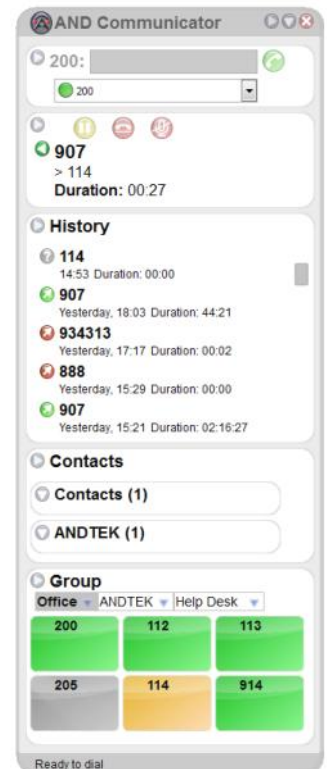 AND Communicator
200:
200
907
> 114
Duration: 00:27
History
114
14:53 Duration: 00:00
907
Yesterday, 18:03 Duration: 44:21
934313
Yesterday, 17:17 Duration: 00:02
888
Yesterday, 15:29 Duration: 00:00
907
Yesterday, 15:21 Duration: 02:16:27
Contacts
Contacts (1)
ANDTEK (1)
Group
Office ANDTEK Help Desk
200 112 113
205 114 914
Ready to dial